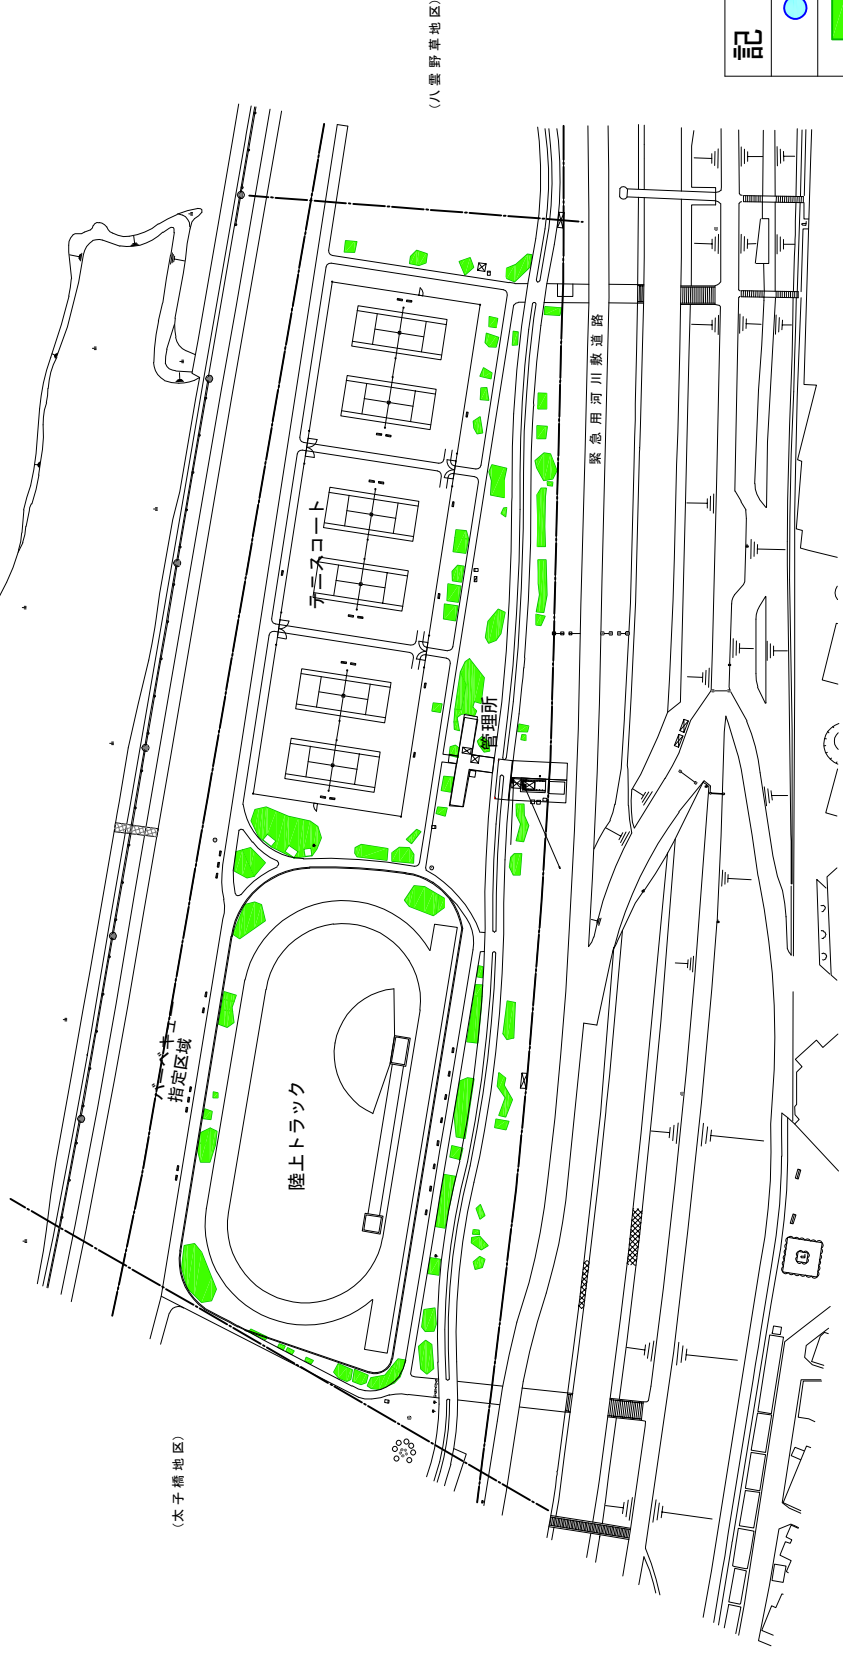 (八雲野草地区)
記
緊急用河川敷道路
テニスコート
管理所
バーベキュー
指定区域
陸上トラック
(太子橋地区)